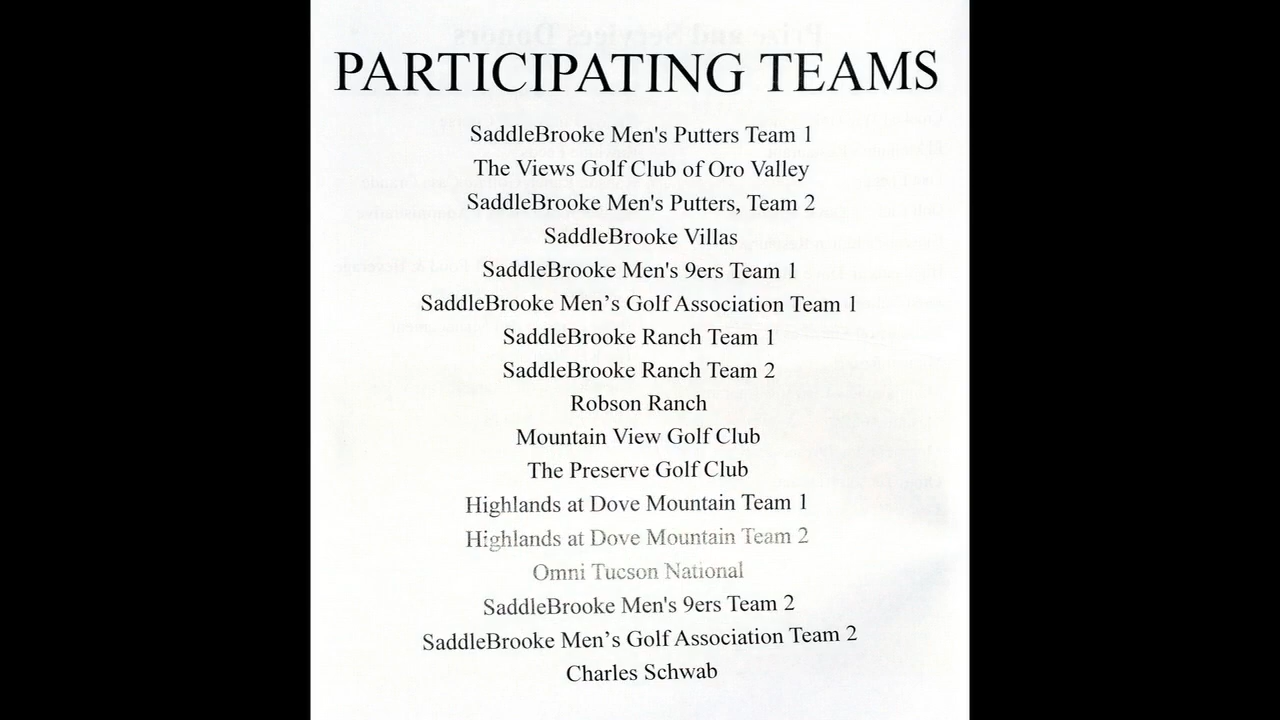 PARTICIPATING TEAMS
SaddleBrooke Men's Putters Team 1
The Views Golf Club of Oro Valley
SaddleBrooke Men's Putters, Team 2
SaddleBrooke Villas
SaddleBrooke Men's 9ers Team 1
SaddleBrooke Men’s Golf Association Team 1
SaddleBrooke Ranch Team 1
SaddleBrooke Ranch Team 2
Robson Ranch
Mountain View Golf Club
The Preserve Golf Club
Highlands at Dove Mountain Team 1
Highlands at Dove Mountain Team 2
Omni Tucson National
SaddleBrooke Men's 9ers Team 2
SaddleBrooke Men’s Golf Association Team 2
Charles Schwab